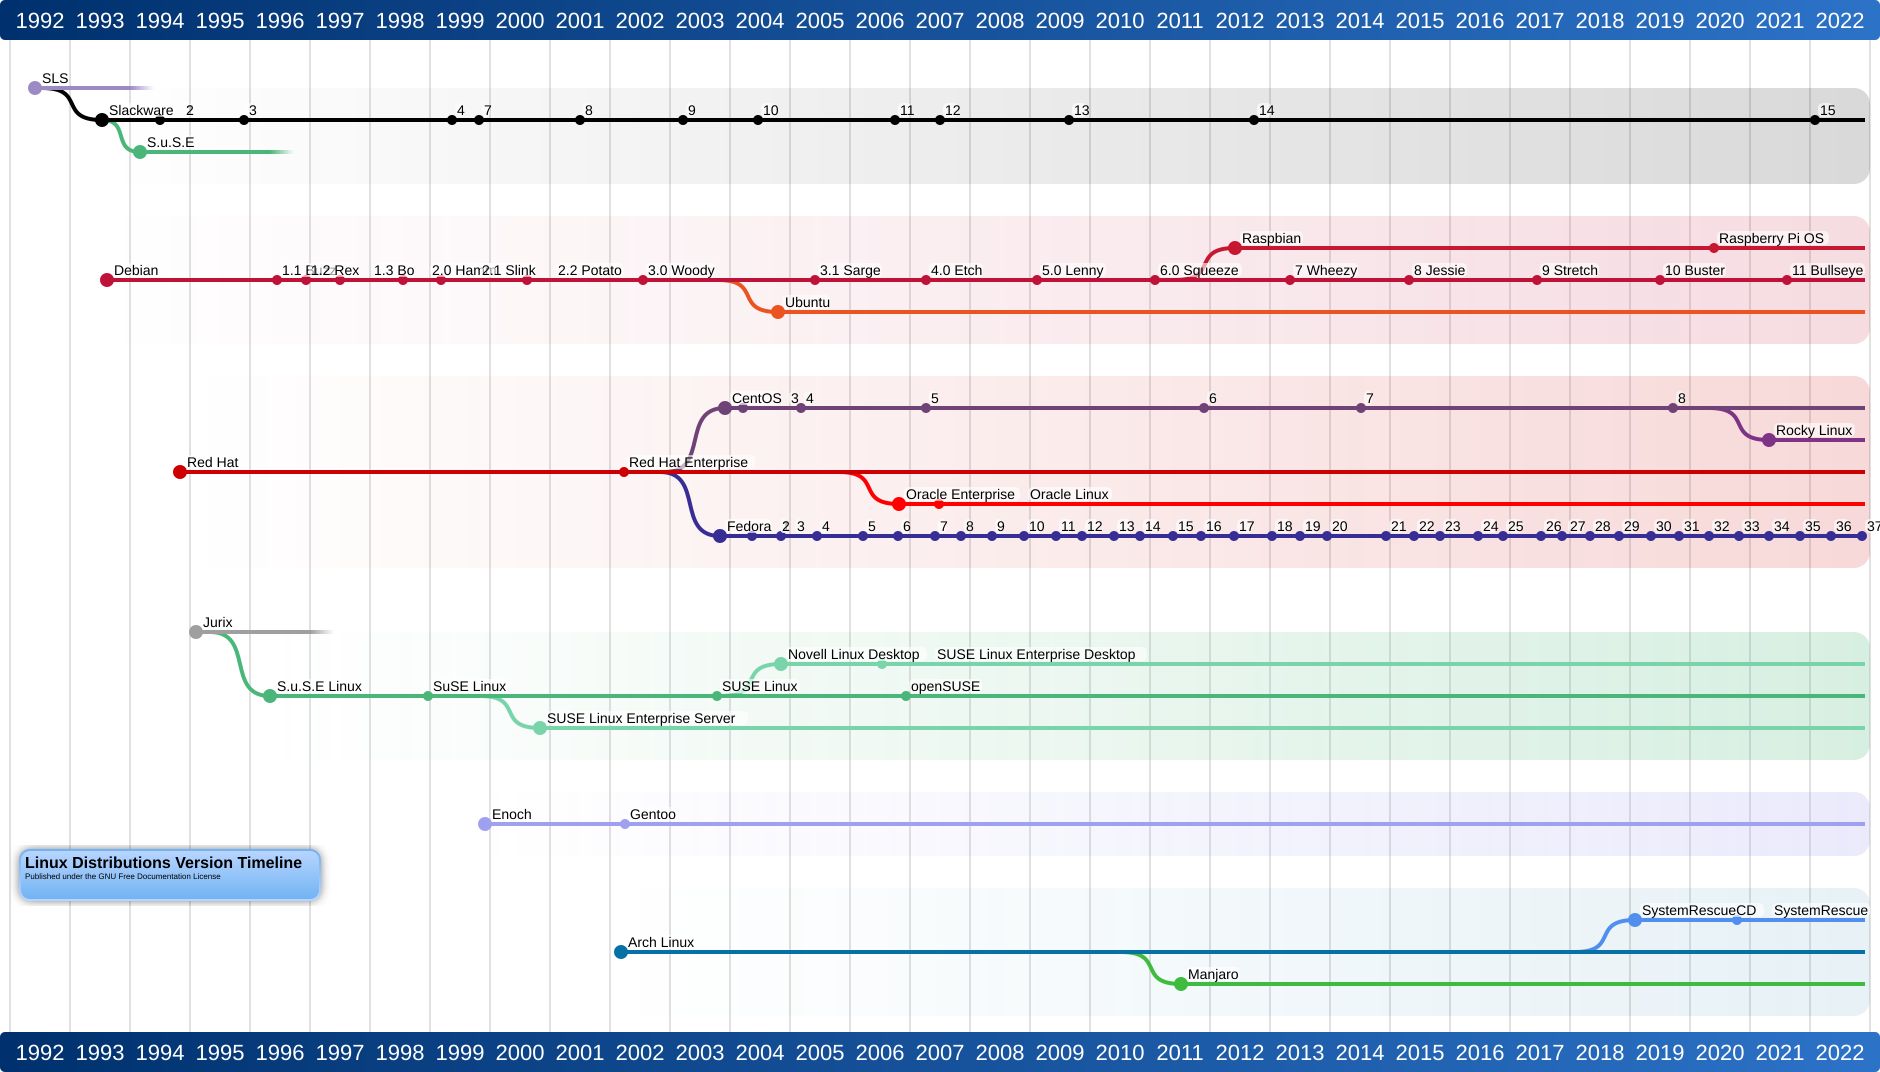 1992 1993 1994 1995 1996 1997 1998 1999 2000 2001 2002 2003 2004 2005 2006 2007 2008 2009 2010 2011 2012 2013 2014 2015 2016 2017 2018 2019 2020 2021 2022
SLS
Slackware 2 3 4 7 8 9 10 11 12 13 14 15
S.u.S.E
Raspbian Raspberry Pi OS
Debian 1.1 1.2 Rex 1.3 Bo 2.0 2.1 Slink 2.2 Potato 3.0 Woody 3.1 Sarge 4.0 Etch 5.0 Lenny 6.0 Squeeze 7 Wheezy 8 Jessie 9 Stretch 10 Buster 11 Bullseye
Ubuntu
CentOS 3 4 5 6 7 8
Rocky Linux
Red Hat Red Hat Enterprise
Oracle Enterprise Oracle Linux
Fedora 2 3 4 5 6 7 8 9 10 11 12 13 14 15 16 17 18 19 20 21 22 23 24 25 26 27 28 29 30 31 32 33 34 35 36 37
Jurix
Novell Linux Desktop SUSE Linux Enterprise Desktop
S.u.S.E Linux SuSE Linux SUSE Linux openSUSE
SUSE Linux Enterprise Server
Enoch Gentoo
Linux Distributions Version Timeline
Published under the GNU Free Documentation License
SystemRescueCD SystemRescue
Arch Linux
Manjaro
1992 1993 1994 1995 1996 1997 1998 1999 2000 2001 2002 2003 2004 2005 2006 2007 2008 2009 2010 2011 2012 2013 2014 2015 2016 2017 2018 2019 2020 2021 2022